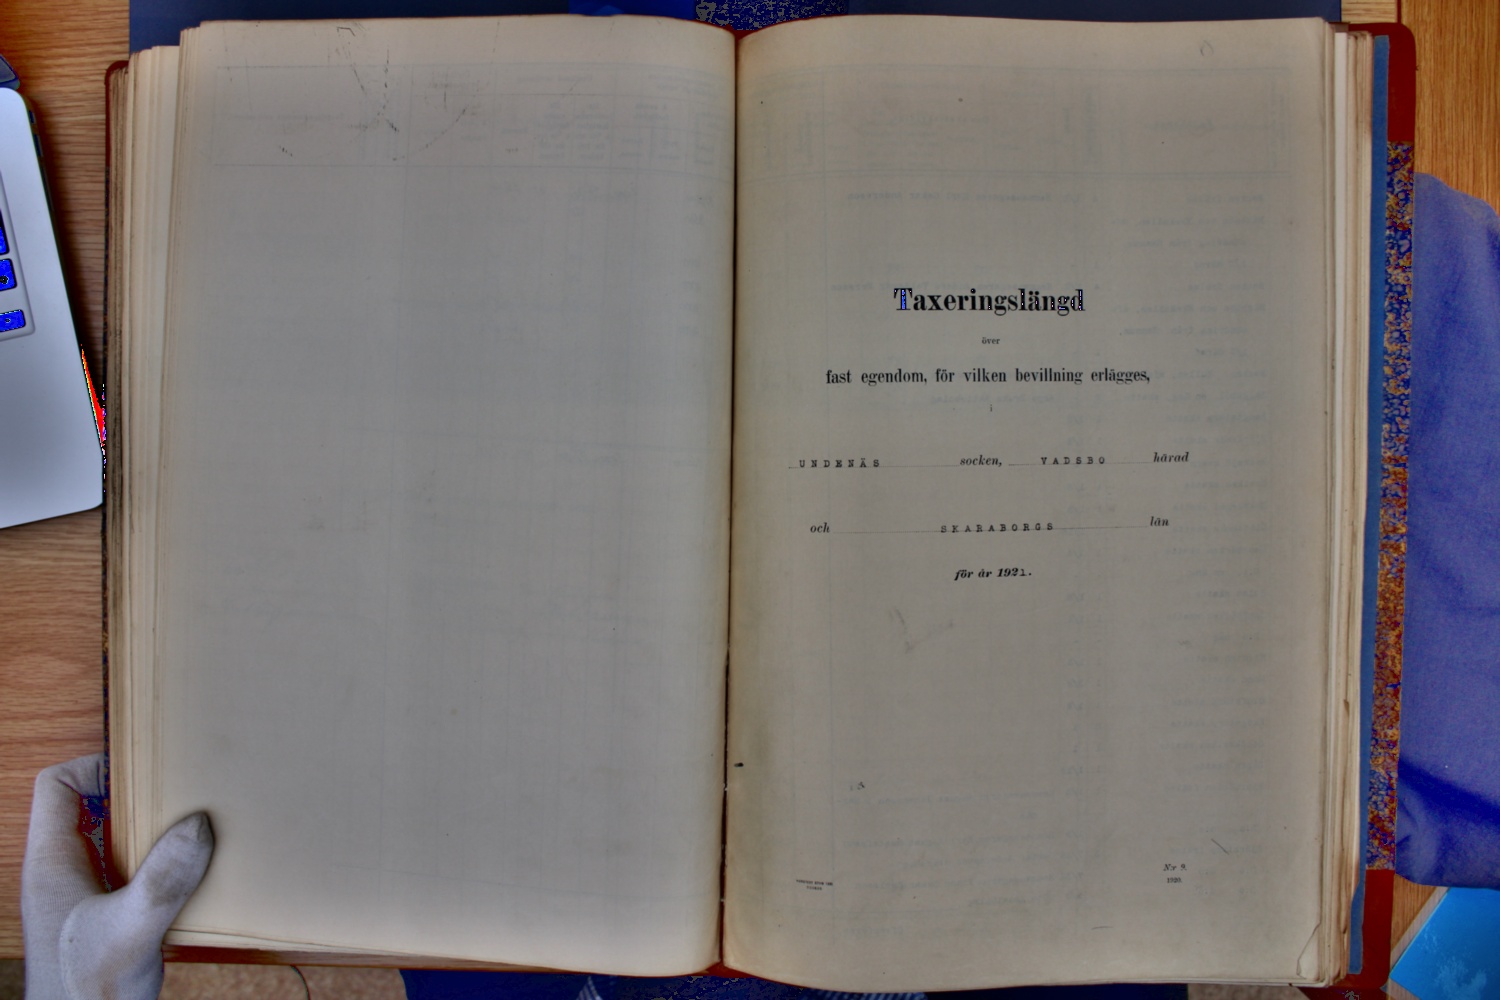 Taxeringslängd
över
fast egendom, för vilken bevillning erlägges,
i
UNDENÄS socken, VADSBO härad
och SKARABORGS län
för år 1921.
N:r 9.
1920.